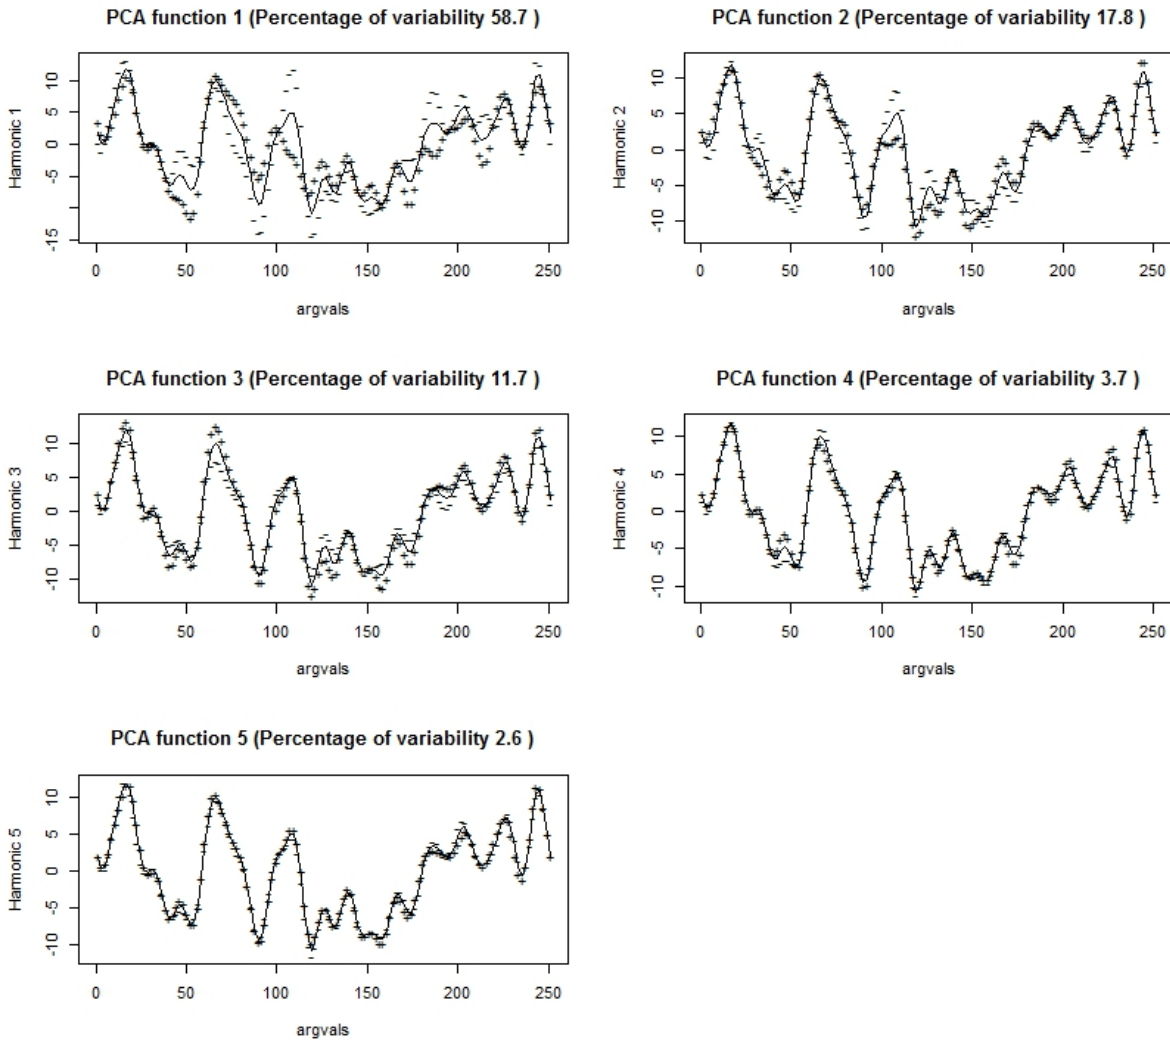 PCA function 1 (Percentage of variability 58.7 )
Harmonic 1
10
5
0
-5
-15
0 50 100 150 200 250
argvals
PCA function 2 (Percentage of variability 17.8 )
Harmonic 2
10
5
0
-5
-10
0 50 100 150 200 250
argvals
PCA function 3 (Percentage of variability 11.7 )
Harmonic 3
10
5
0
-5
-10
0 50 100 150 200 250
argvals
PCA function 4 (Percentage of variability 3.7 )
Harmonic 4
10
5
0
-5
-10
0 50 100 150 200 250
argvals
PCA function 5 (Percentage of variability 2.6 )
Harmonic 5
10
5
0
-5
-10
0 50 100 150 200 250
argvals